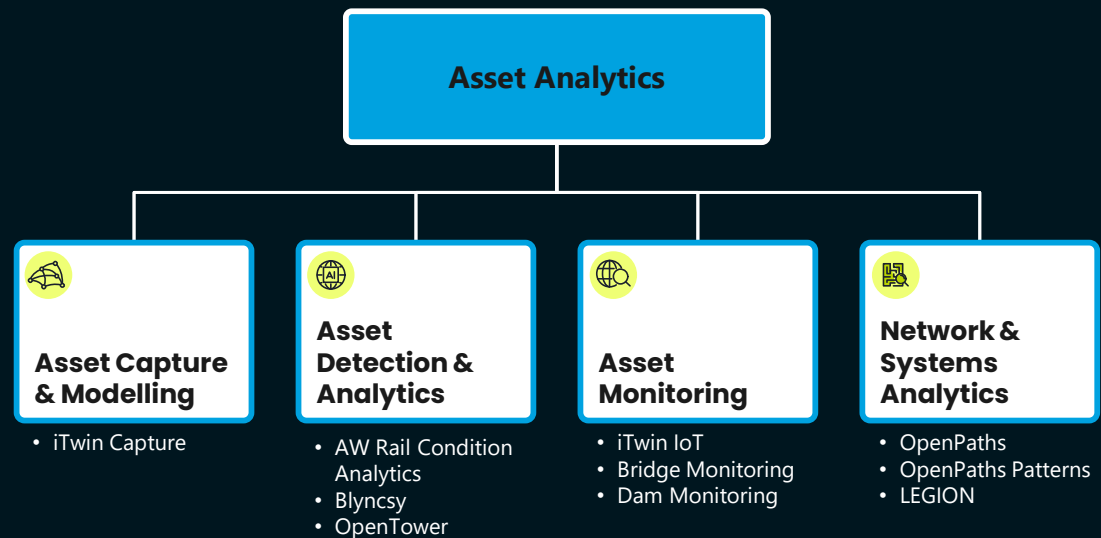 Asset Analytics
Asset Capture
& Modelling
• iTwin Capture
AI
Asset
Detection &
Analytics
• AW Rail Condition
Analytics
• Blyncsy
• OpenTower
Asset
Monitoring
• iTwin IoT
• Bridge Monitoring
• Dam Monitoring
Network &
Systems
Analytics
• OpenPaths
• OpenPaths Patterns
• LEGION